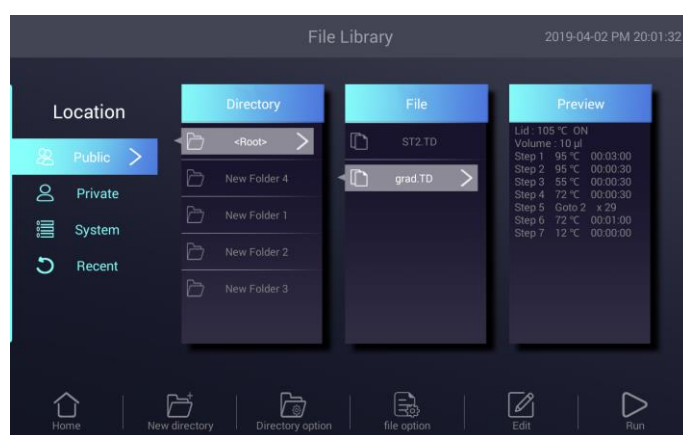 File Library
2019-04-02 PM 20:01:32
Location
Public
Private
System
Recent
Directory
<Root>
New Folder 4
New Folder 1
New Folder 2
New Folder 3
File
ST2.TD
grad.TD
Preview
Lid : 105 ℃ ON
Volume : 10 µl
Step 1 95 ℃ 00:03:00
Step 2 95 ℃ 00:00:30
Step 3 55 ℃ 00:00:30
Step 4 72 ℃ 00:00:30
Step 5 Goto 2 x 29
Step 6 72 ℃ 00:01:00
Step 7 12 ℃ 00:00:00
Home
New directory
Directory option
file option
Edit
Run